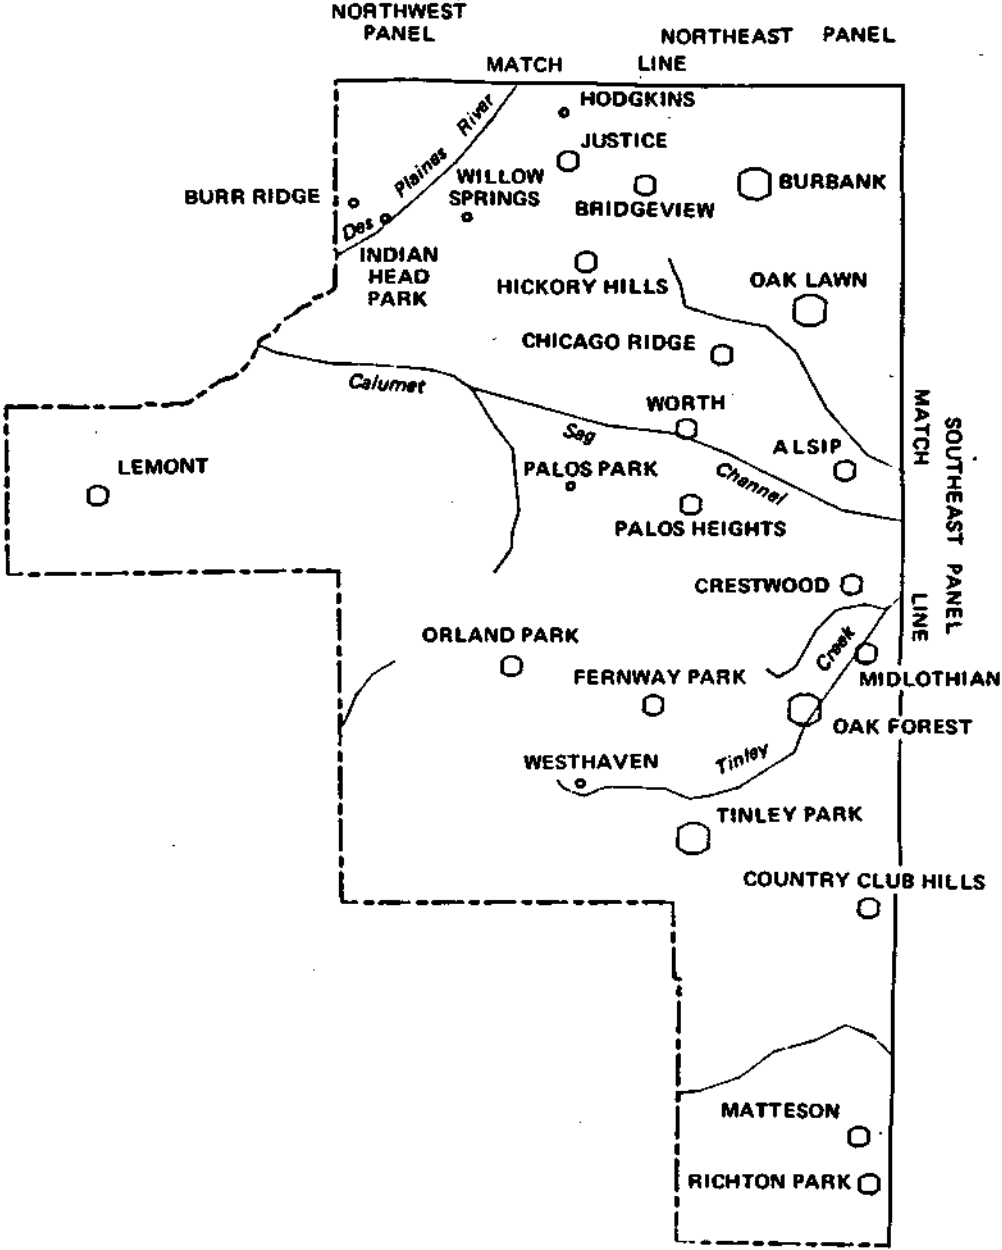 NORTHWEST
PANEL
NORTHEAST PANEL
MATCH LINE
HODGKINS
JUSTICE
Des Plaines River
WILLOW
SPRINGS
BURR RIDGE
BURBANK
BRIDGEVIEW
INDIAN
HEAD
PARK
HICKORY HILLS
OAK LAWN
CHICAGO RIDGE
Calumet Sag Channel
WORTH
MATCH LINE
SOUTHEAST PANEL
ALSIP
LEMONT
PALOS PARK
PALOS HEIGHTS
CRESTWOOD
ORLAND PARK
Tinley Creek
MIDLOTHIAN
FERNWAY PARK
OAK FOREST
WESTHAVEN
TINLEY PARK
COUNTRY CLUB HILLS
MATTESON
RICHTON PARK